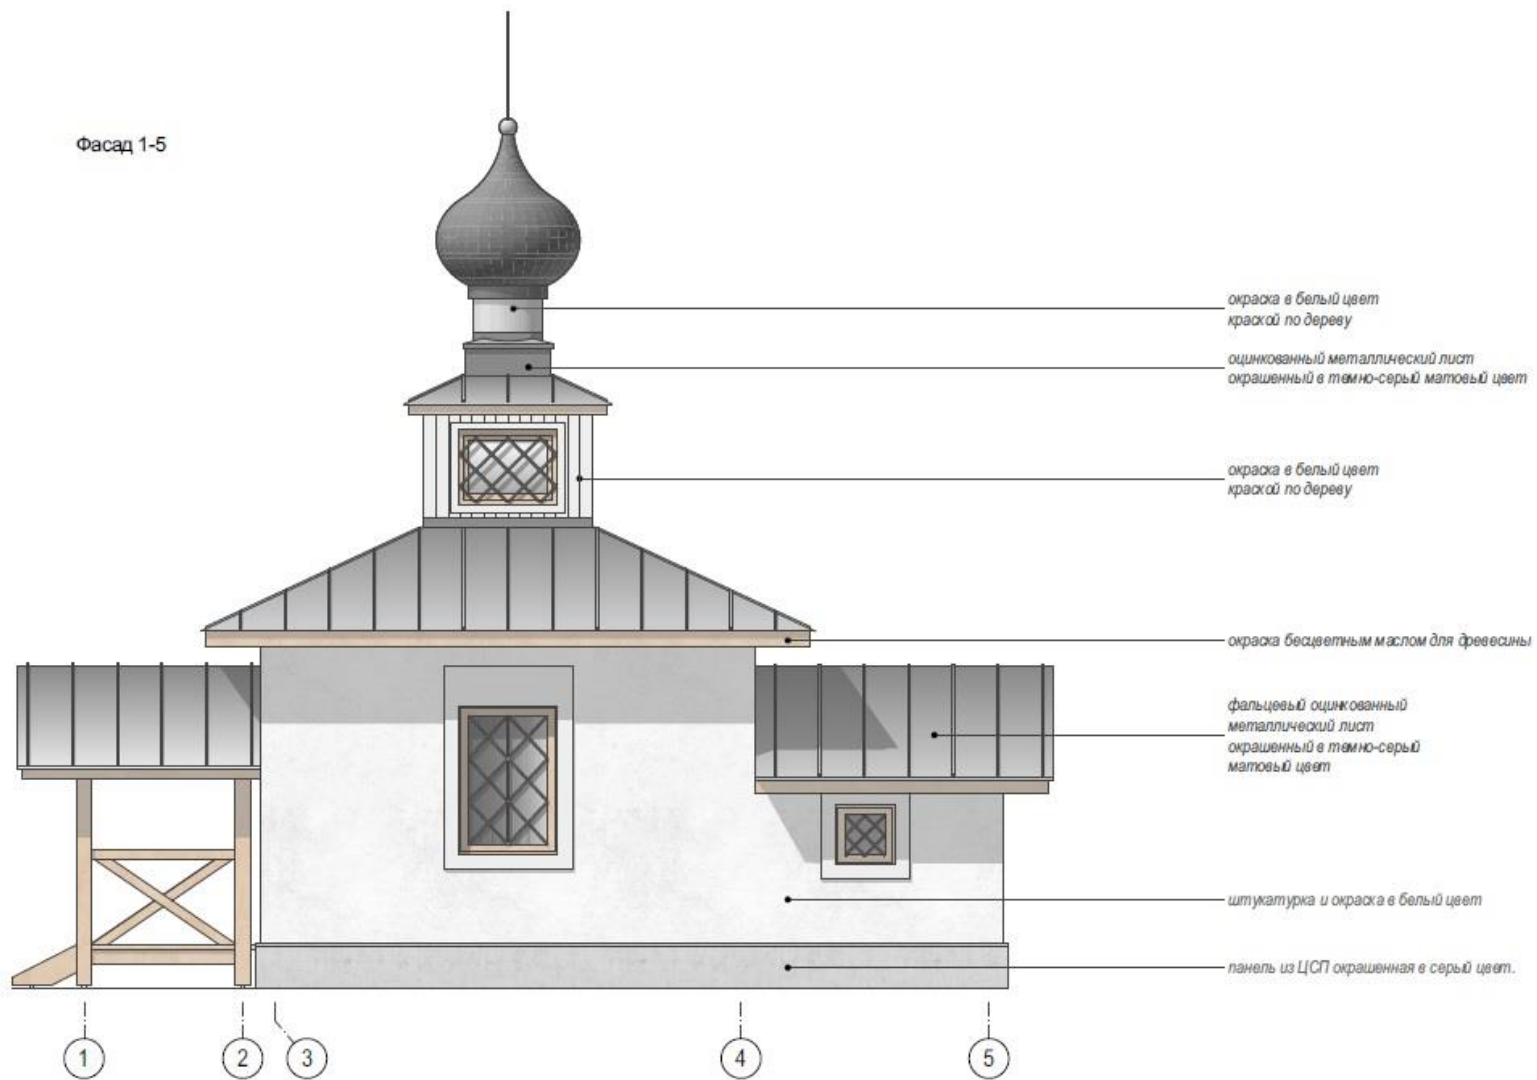 Фасад 1-5
окраска в белый цвет
краской по дереву
оцинкованный металлический лист
окрашенный в темно-серый матовый цвет
окраска в белый цвет
краской по дереву
окраска бесцветным маслом для древесины
фальцевый оцинкованный
металлический лист
окрашенный в темно-серый
матовый цвет
штукатурка и окраска в белый цвет
панель из ЦСП окрашенная в серый цвет.
1 2 3 4 5